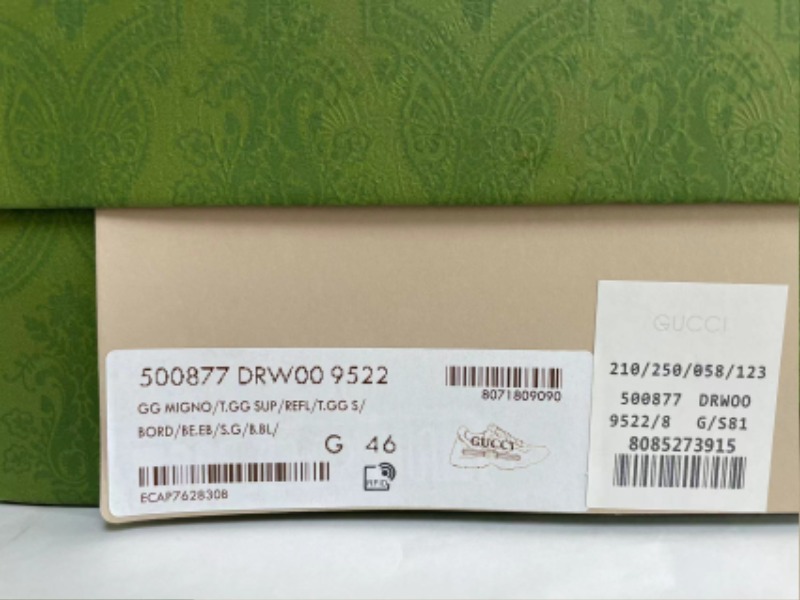 500877 DRW00 9522
GG MIGNO/T.GG SUP/REFL/T.GG S/
BORD/BE.EB/S.G/B.BL/
G 46
ECAP7628308
8071809090
GUCCI
RFID
GUCCI
210/250/058/123
500877 DRW00
9522/8 G/S81
8085273915